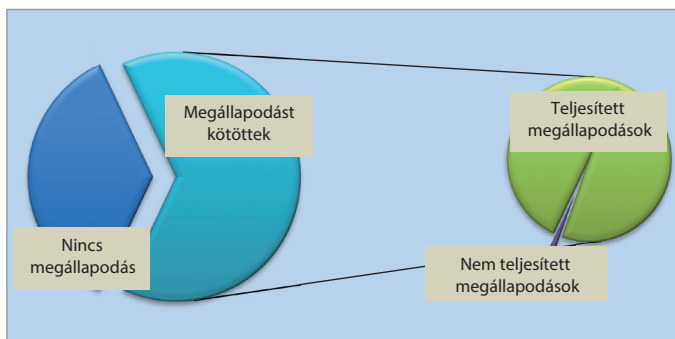 Megállapodást
kötöttek
Nincs
megállapodás
Teljesített
megállapodások
Nem teljesített
megállapodások